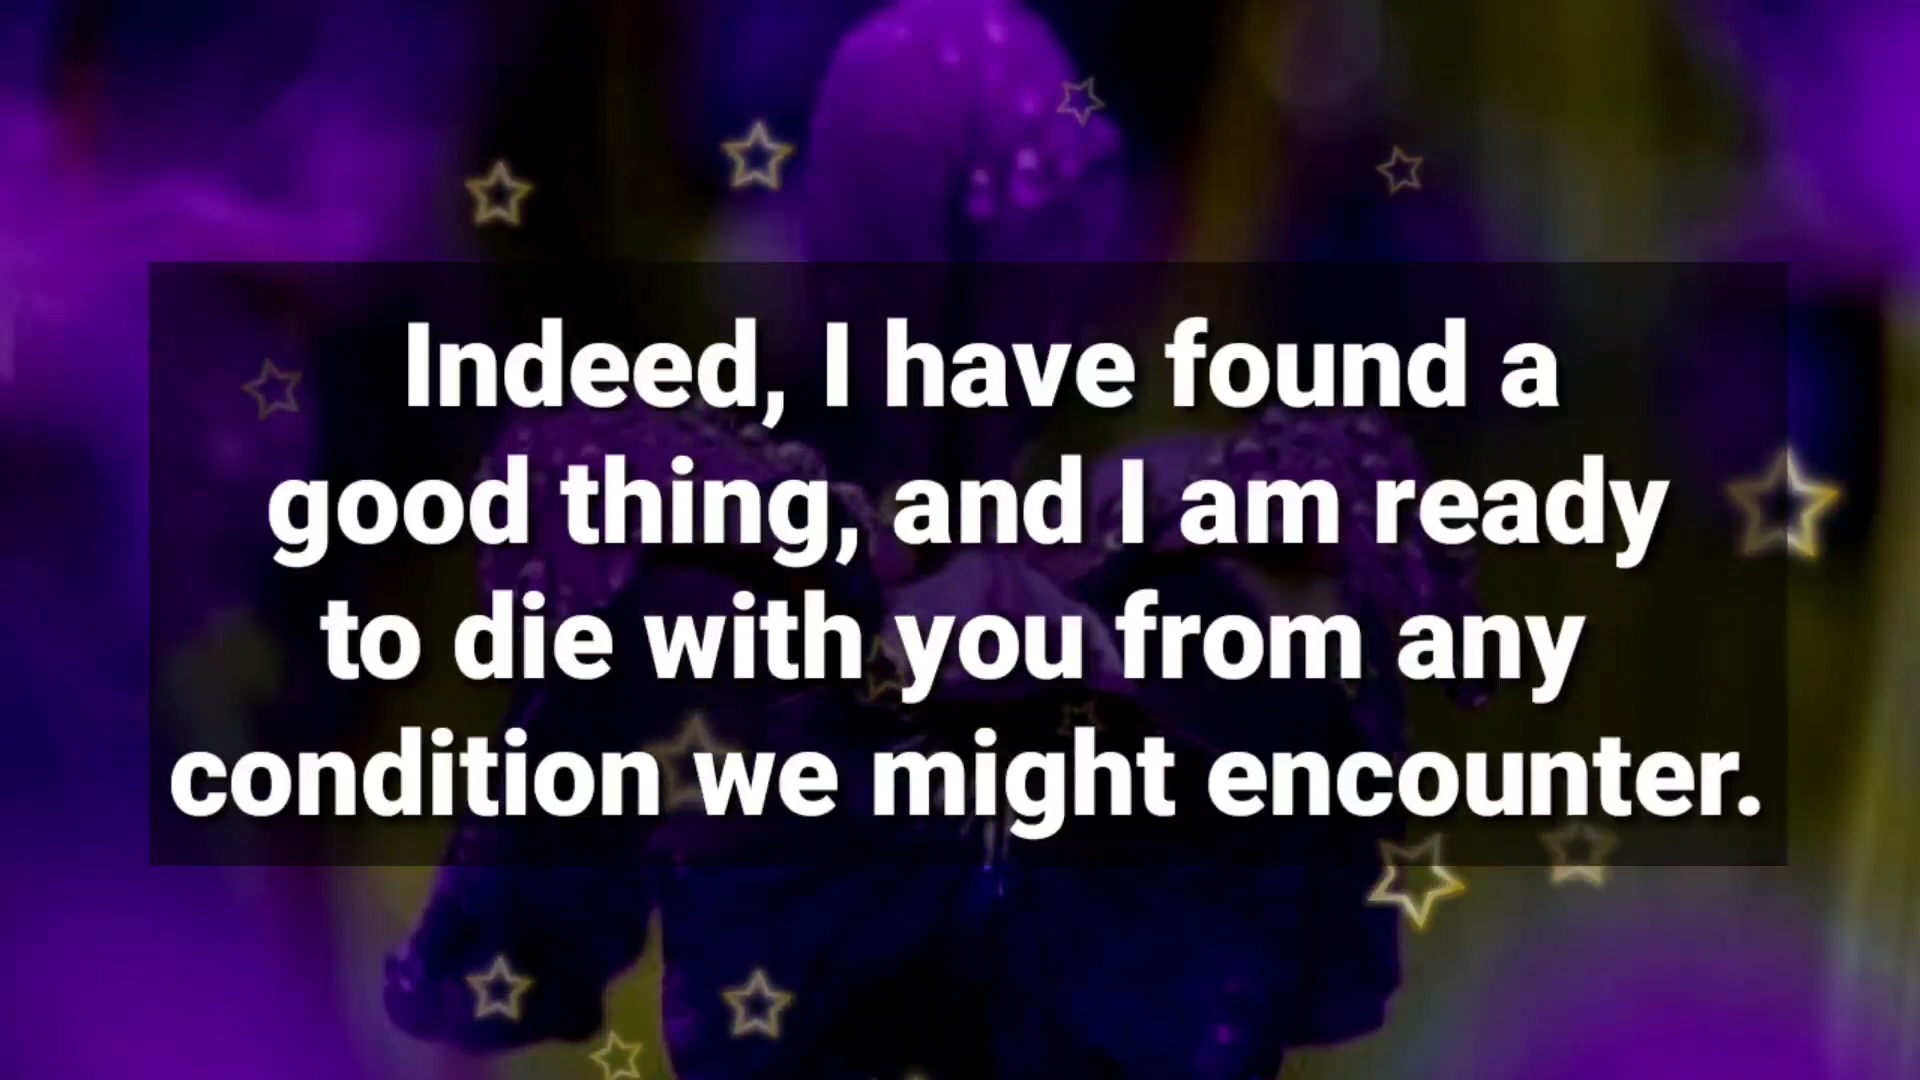 Indeed, I have found a
good thing, and I am ready
to die with you from any
condition we might encounter.